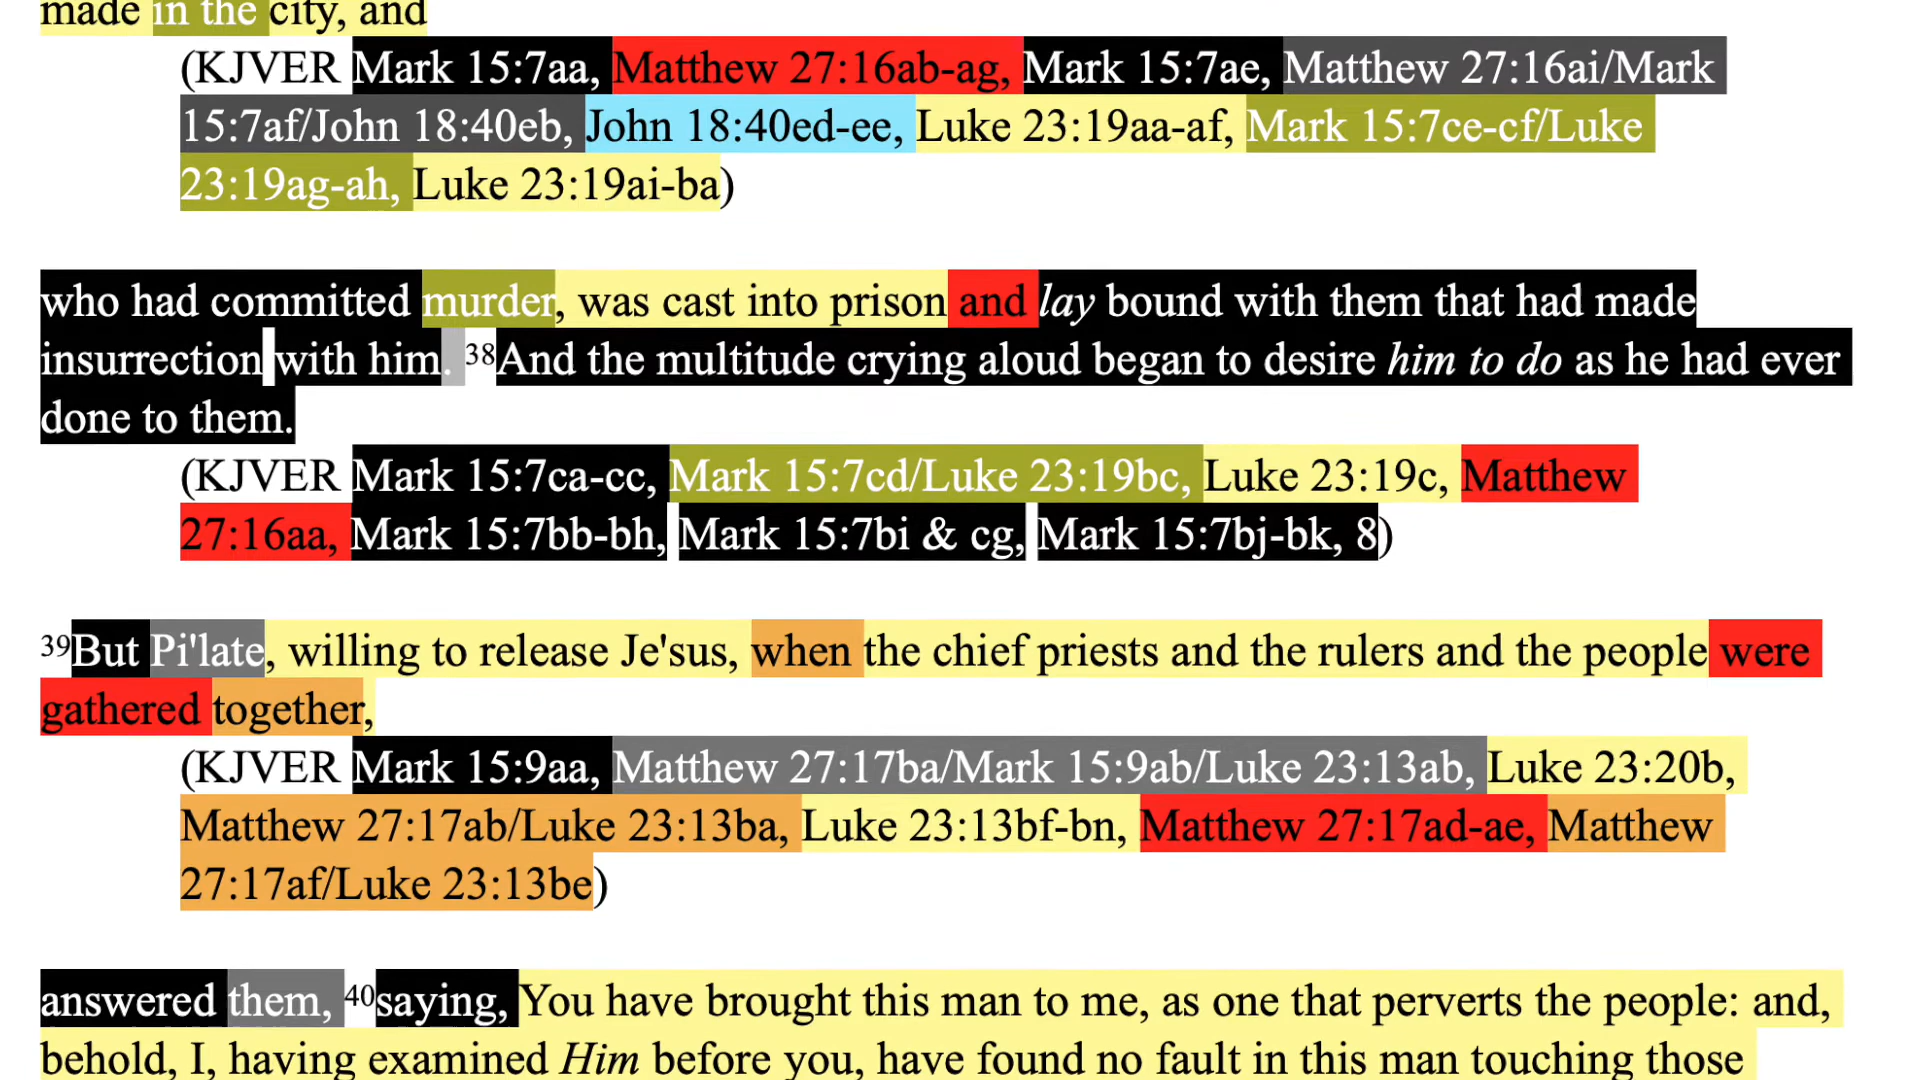 made in the city, and
(KJVER Mark 15:7aa, Matthew 27:16ab-ag, Mark 15:7ae, Matthew 27:16ai/Mark
15:7af/John 18:40eb, John 18:40ed-ee, Luke 23:19aa-af, Mark 15:7ce-cf/Luke
23:19ag-ah, Luke 23:19ai-ba)
who had committed murder, was cast into prison and lay bound with them that had made
insurrection with him. ³⁸And the multitude crying aloud began to desire him to do as he had ever
done to them.
(KJVER Mark 15:7ca-cc, Mark 15:7cd/Luke 23:19bc, Luke 23:19c, Matthew
27:16aa, Mark 15:7bb-bh, Mark 15:7bi & cg, Mark 15:7bj-bk, 8)
³⁹But Pi'late, willing to release Je'sus, when the chief priests and the rulers and the people were
gathered together,
(KJVER Mark 15:9aa, Matthew 27:17ba/Mark 15:9ab/Luke 23:13ab, Luke 23:20b,
Matthew 27:17ab/Luke 23:13ba, Luke 23:13bf-bn, Matthew 27:17ad-ae, Matthew
27:17af/Luke 23:13be)
answered them, ⁴⁰saying, You have brought this man to me, as one that perverts the people: and,
behold, I, having examined Him before you, have found no fault in this man touching those